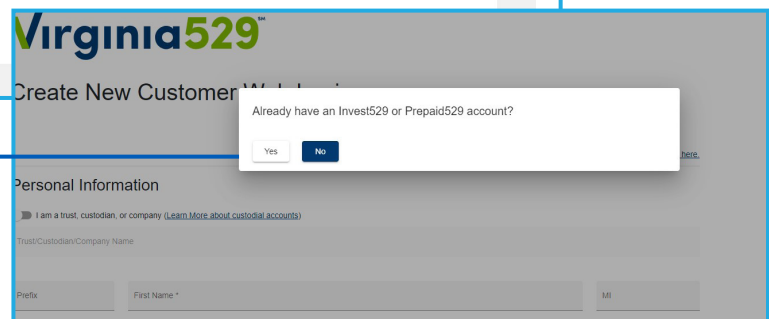 Virginia529℠
Create New Customer
Already have an Invest529 or Prepaid529 account?
Yes No
here.
Personal Information
I am a trust, custodian, or company (Learn More about custodial accounts)
Trust/Custodian/Company Name
Prefix First Name * MI